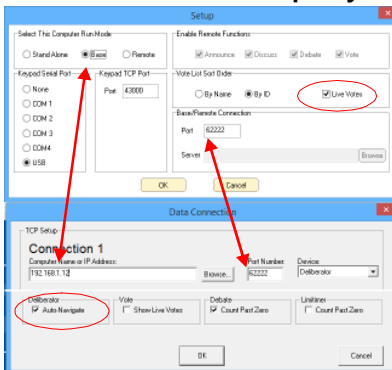 Setup
Select This Computer Run Mode
Stand Alone Base Remote
Enable Remote Functions
Announce Discuss Debate Vote
Keypad Serial Port
None
COM 1
COM 2
COM 3
COM4
USB
Keypad TCP Port
Port 43000
Vote List Sort Order
By Name By ID Live Votes
Base/Remote Connection
Port 62222
Server Browse
OK Cancel
Data Connection
TCP Setup
Connection 1
Computer Name or IP Address: Port Number: Device:
192.168.1.12 Browse... 62222 Deliberator
Deliberator
Auto-Navigate
Vote
Show Live Votes
Debate
Count Past Zero
Limitimer
Count Past Zero
OK Cancel